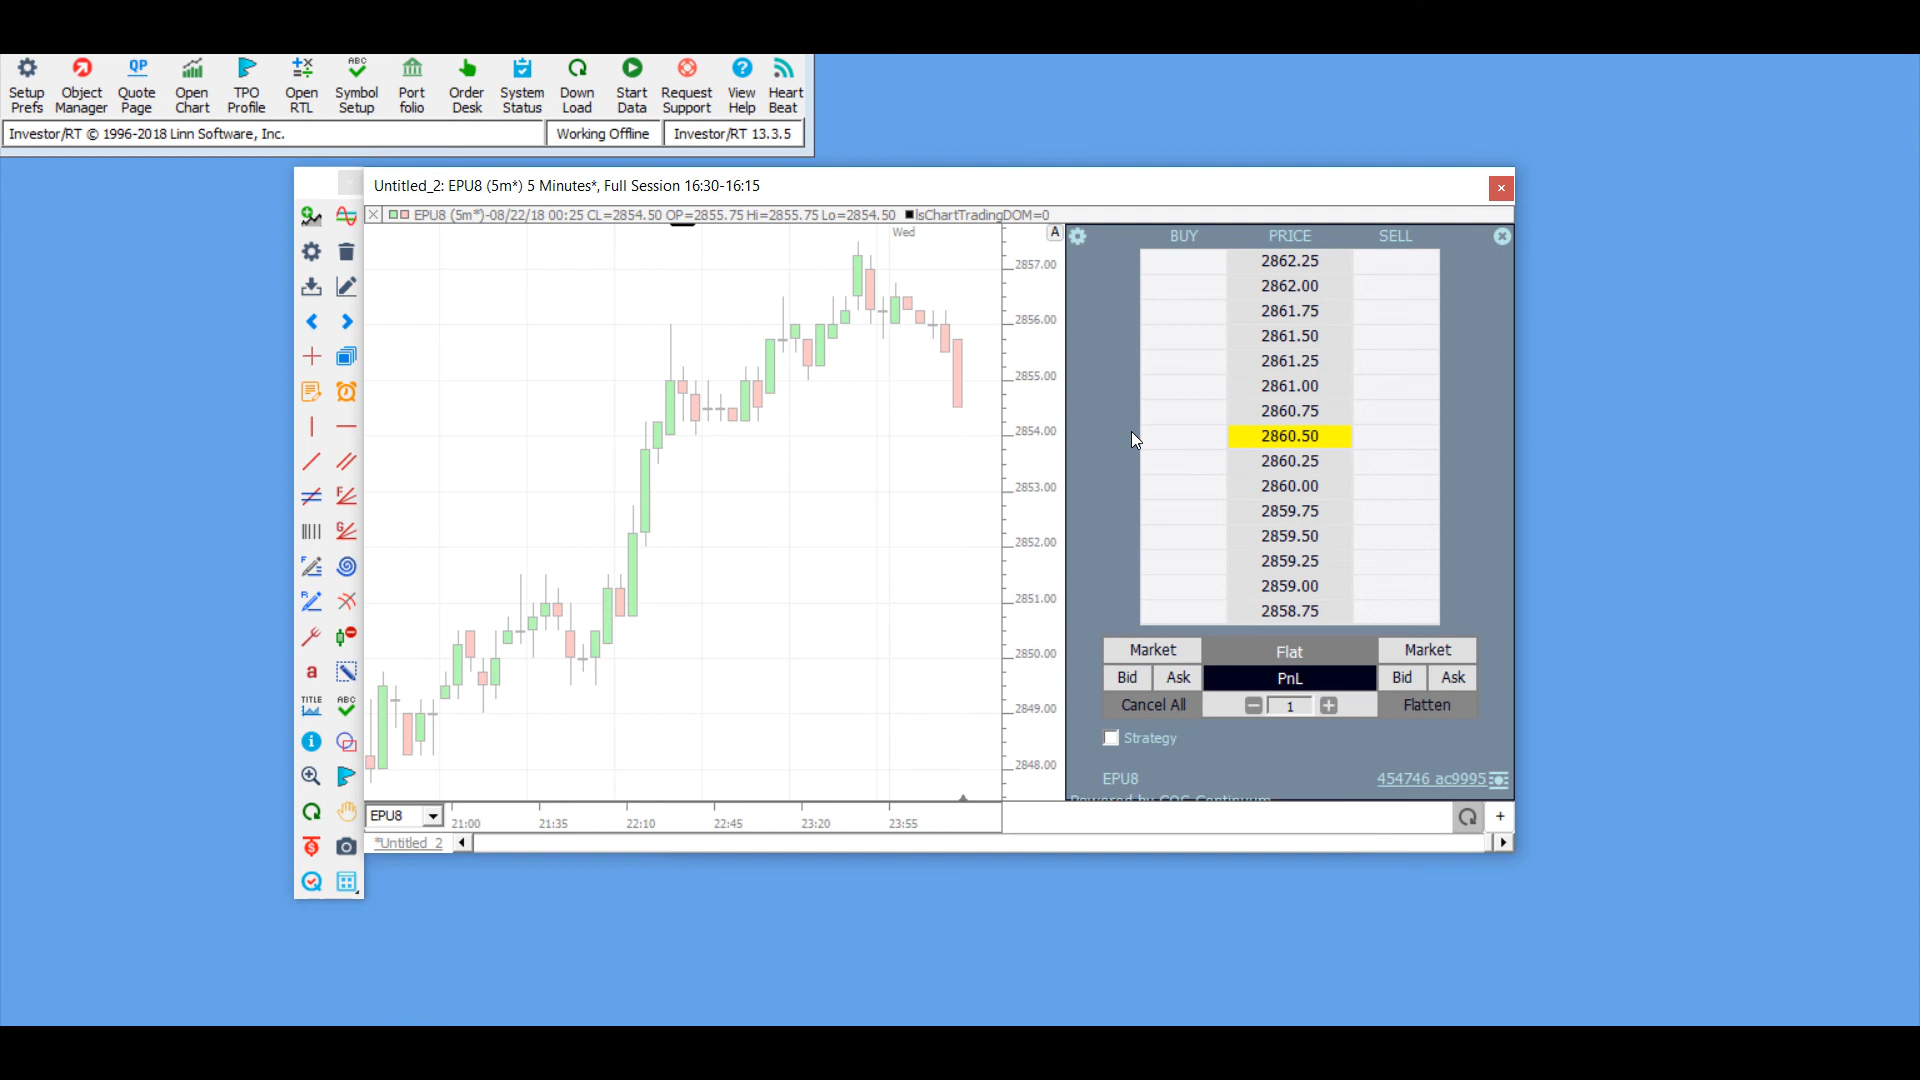 QP ABC
Setup Prefs Object Manager Quote Page Open Chart TPO Profile Open RTL Symbol Setup Port folio Order Desk System Status Down Load Start Data Request Support View Help Heart Beat
Investor/RT © 1996-2018 Linn Software, Inc. Working Offline Investor/RT 13.3.5
Untitled_2: EPU8 (5m*) 5 Minutes*, Full Session 16:30-16:15
EPU8 (5m*)-08/22/18 00:25 CL=2854.50 OP=2855.75 Hi=2855.75 Lo=2854.50 IsChartTradingDOM=0
Wed
A
2857.00
2856.00
2855.00
2854.00
2853.00
2852.00
2851.00
2850.00
2849.00
2848.00
BUY PRICE SELL
2862.25
2862.00
2861.75
2861.50
2861.25
2861.00
2860.75
2860.50
2860.25
2860.00
2859.75
2859.50
2859.25
2859.00
2858.75
Market Flat Market
Bid Ask PnL Bid Ask
Cancel All 1 Flatten
Strategy
EPU8 454746 ac9995
Powered by CQG Continuum
F
G
F
R
a
TITLE ABC
EPU8 21:00 21:35 22:10 22:45 23:20 23:55
*Untitled_2